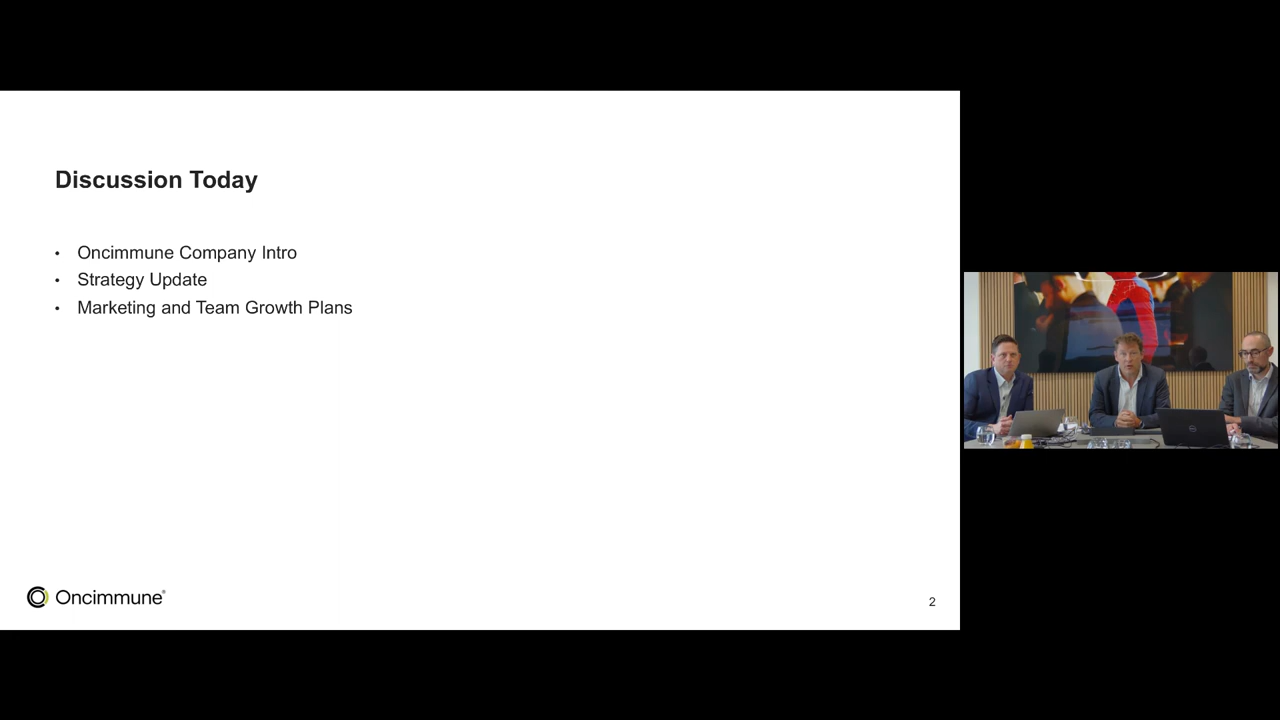 Discussion Today
• Oncimmune Company Intro
• Strategy Update
• Marketing and Team Growth Plans
Oncimmune®
2